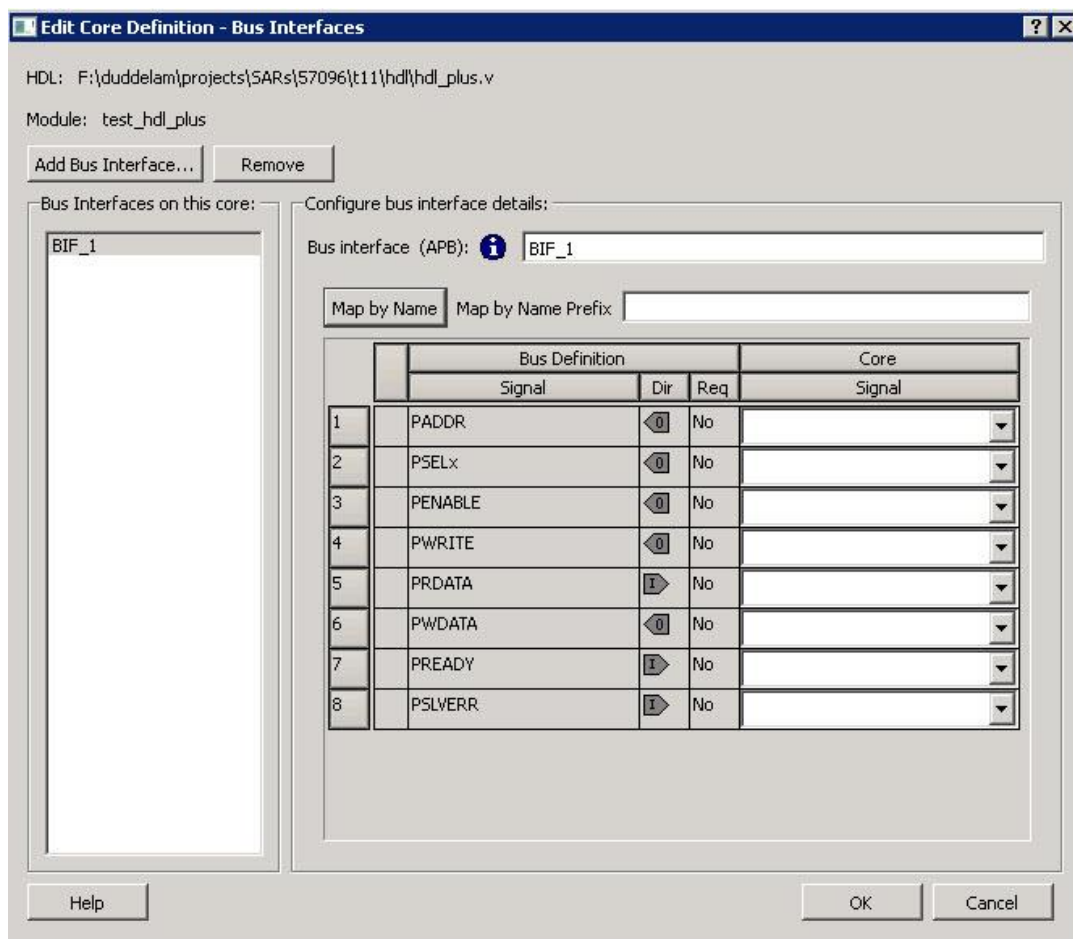 Edit Core Definition - Bus Interfaces
HDL: F:\duddelam\projects\SARs\57096\t11\hdl\hdl_plus.v
Module: test_hdl_plus
Add Bus Interface... Remove
Bus Interfaces on this core:
BIF_1
Configure bus interface details:
Bus interface (APB): BIF_1
Map by Name Map by Name Prefix
Bus Definition Core
Signal Dir Req Signal
1 PADDR O No
2 PSELx O No
3 PENABLE O No
4 PWRITE O No
5 PRDATA I No
6 PWDATA O No
7 PREADY I No
8 PSLVERR I No
Help OK Cancel